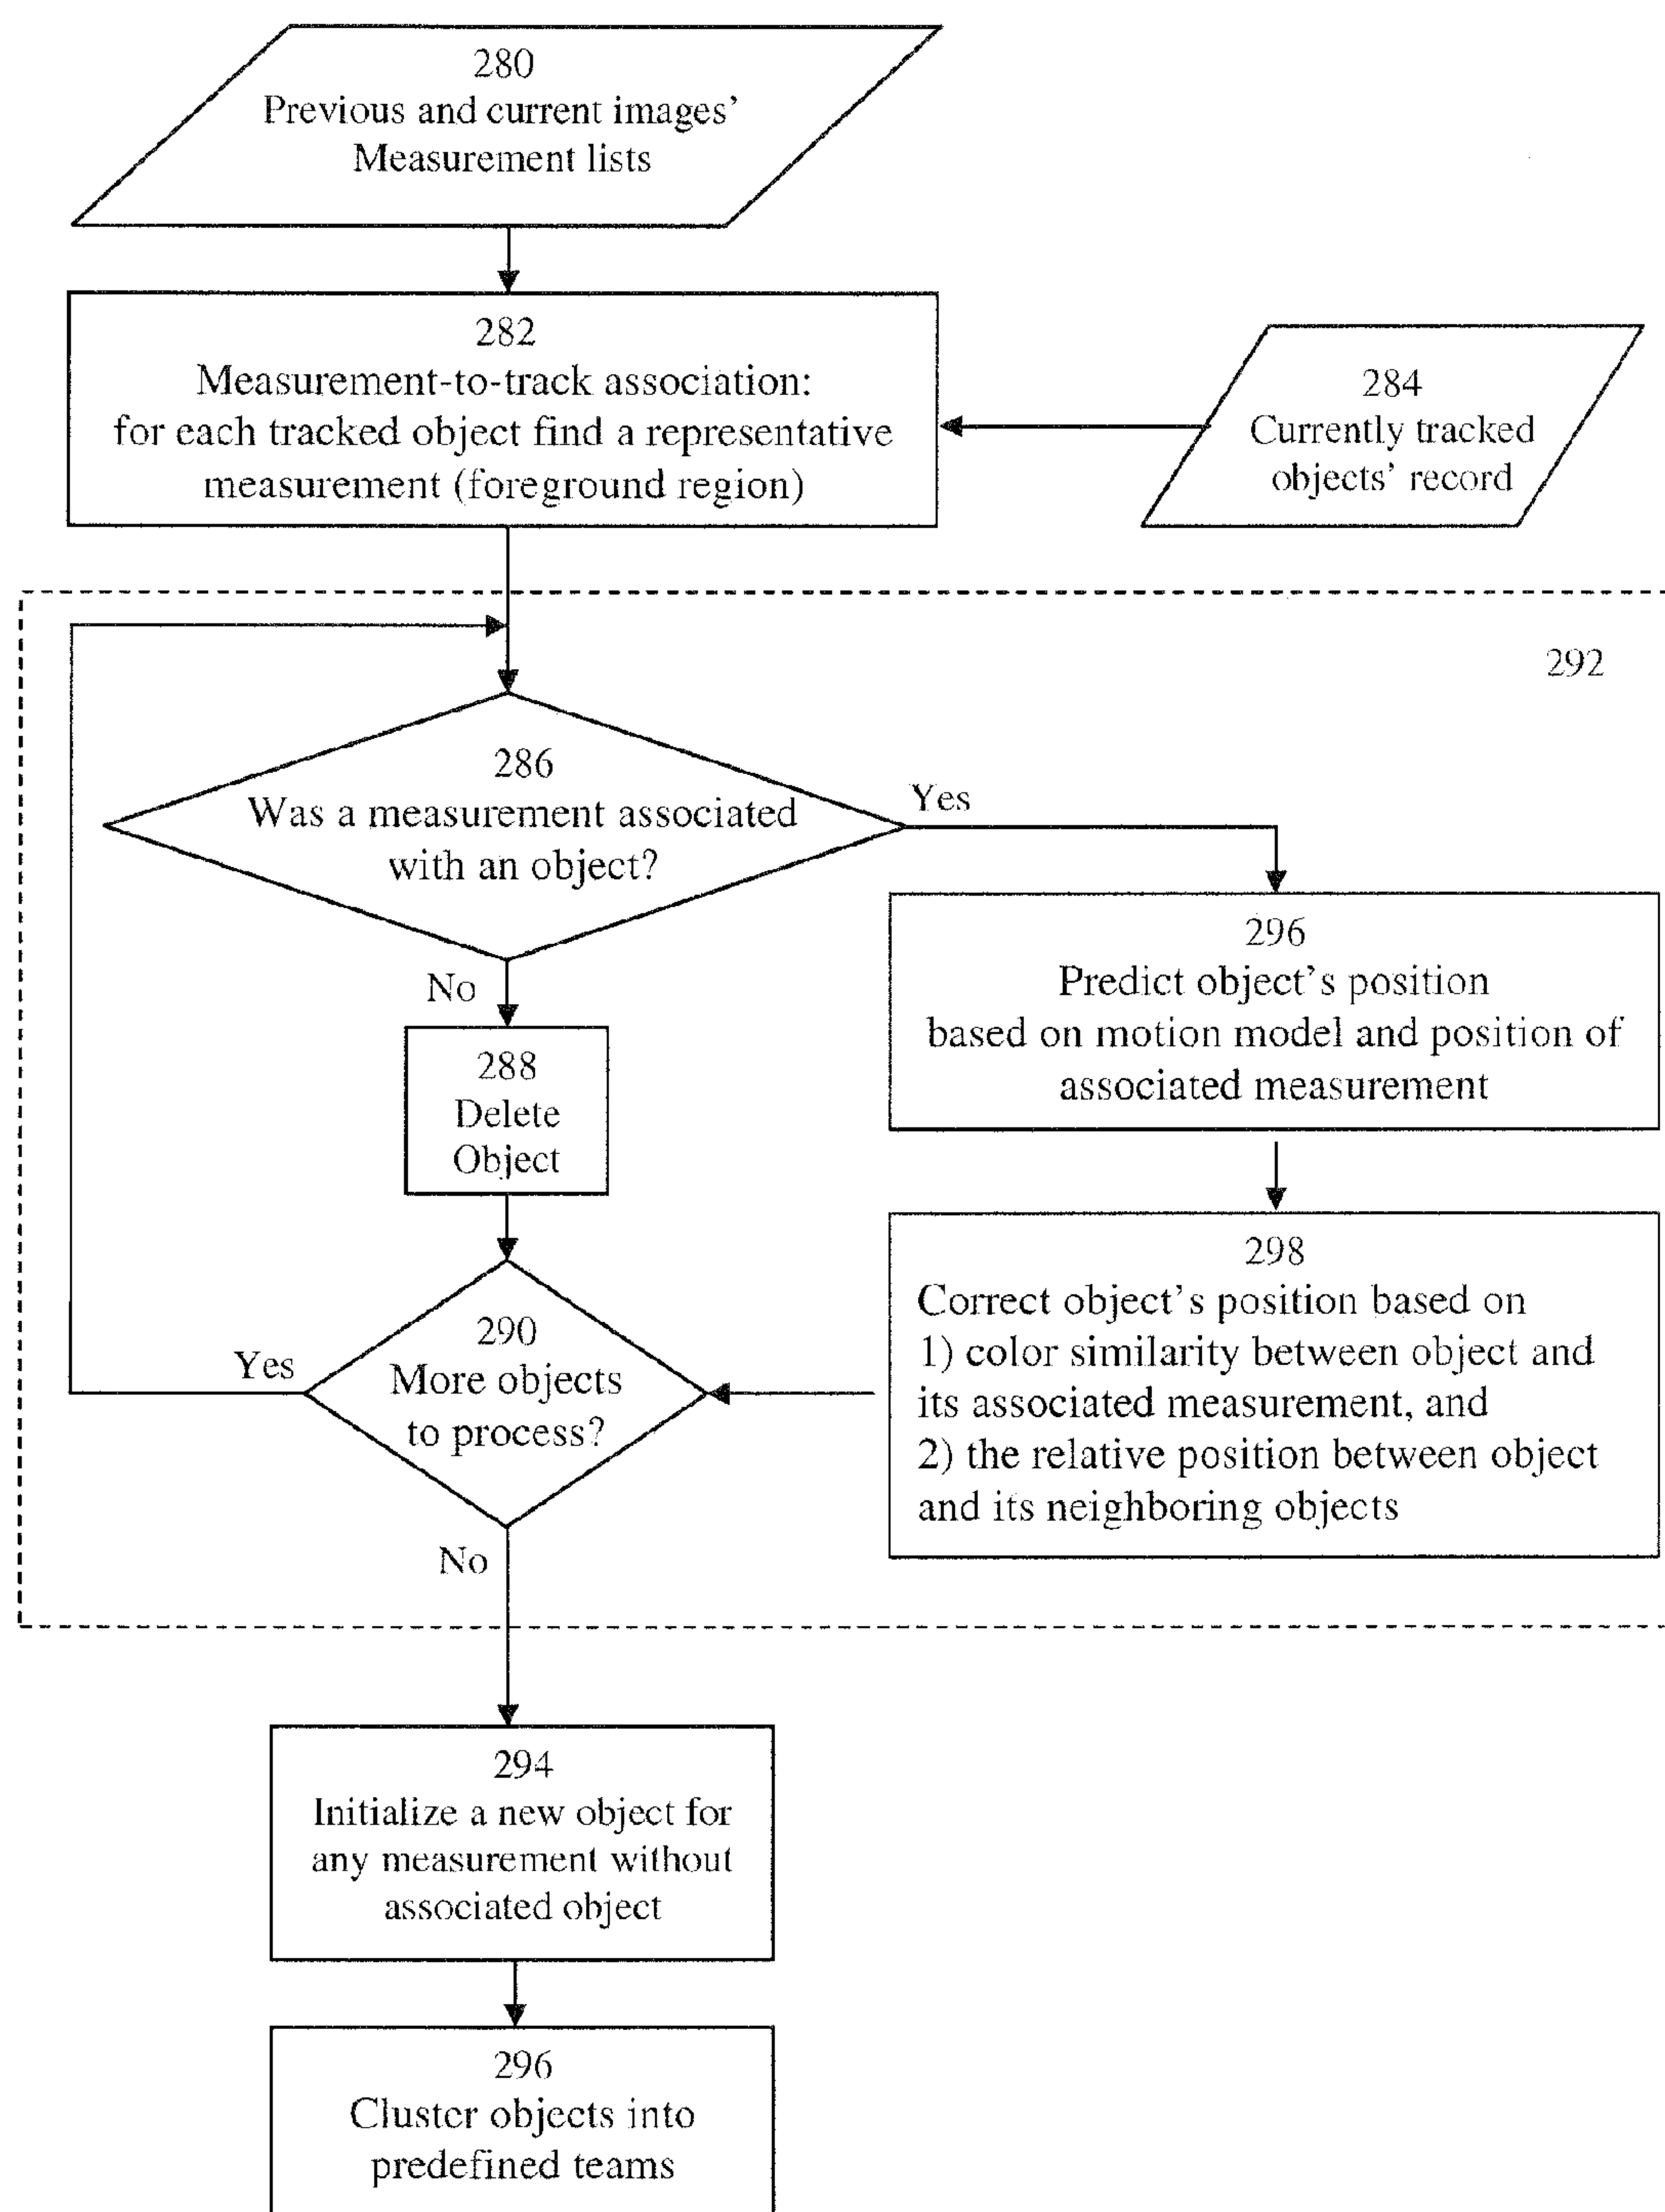 280
Previous and current images’
Measurement lists
282
Measurement-to-track association:
for each tracked object find a representative
measurement (foreground region)
284
Currently tracked
objects’ record
292
286
Was a measurement associated
with an object?
Yes
No
296
Predict object’s position
based on motion model and position of
associated measurement
288
Delete
Object
298
Correct object’s position based on
1) color similarity between object and
its associated measurement, and
2) the relative position between object
and its neighboring objects
290
More objects
to process?
Yes
No
294
Initialize a new object for
any measurement without
associated object
296
Cluster objects into
predefined teams